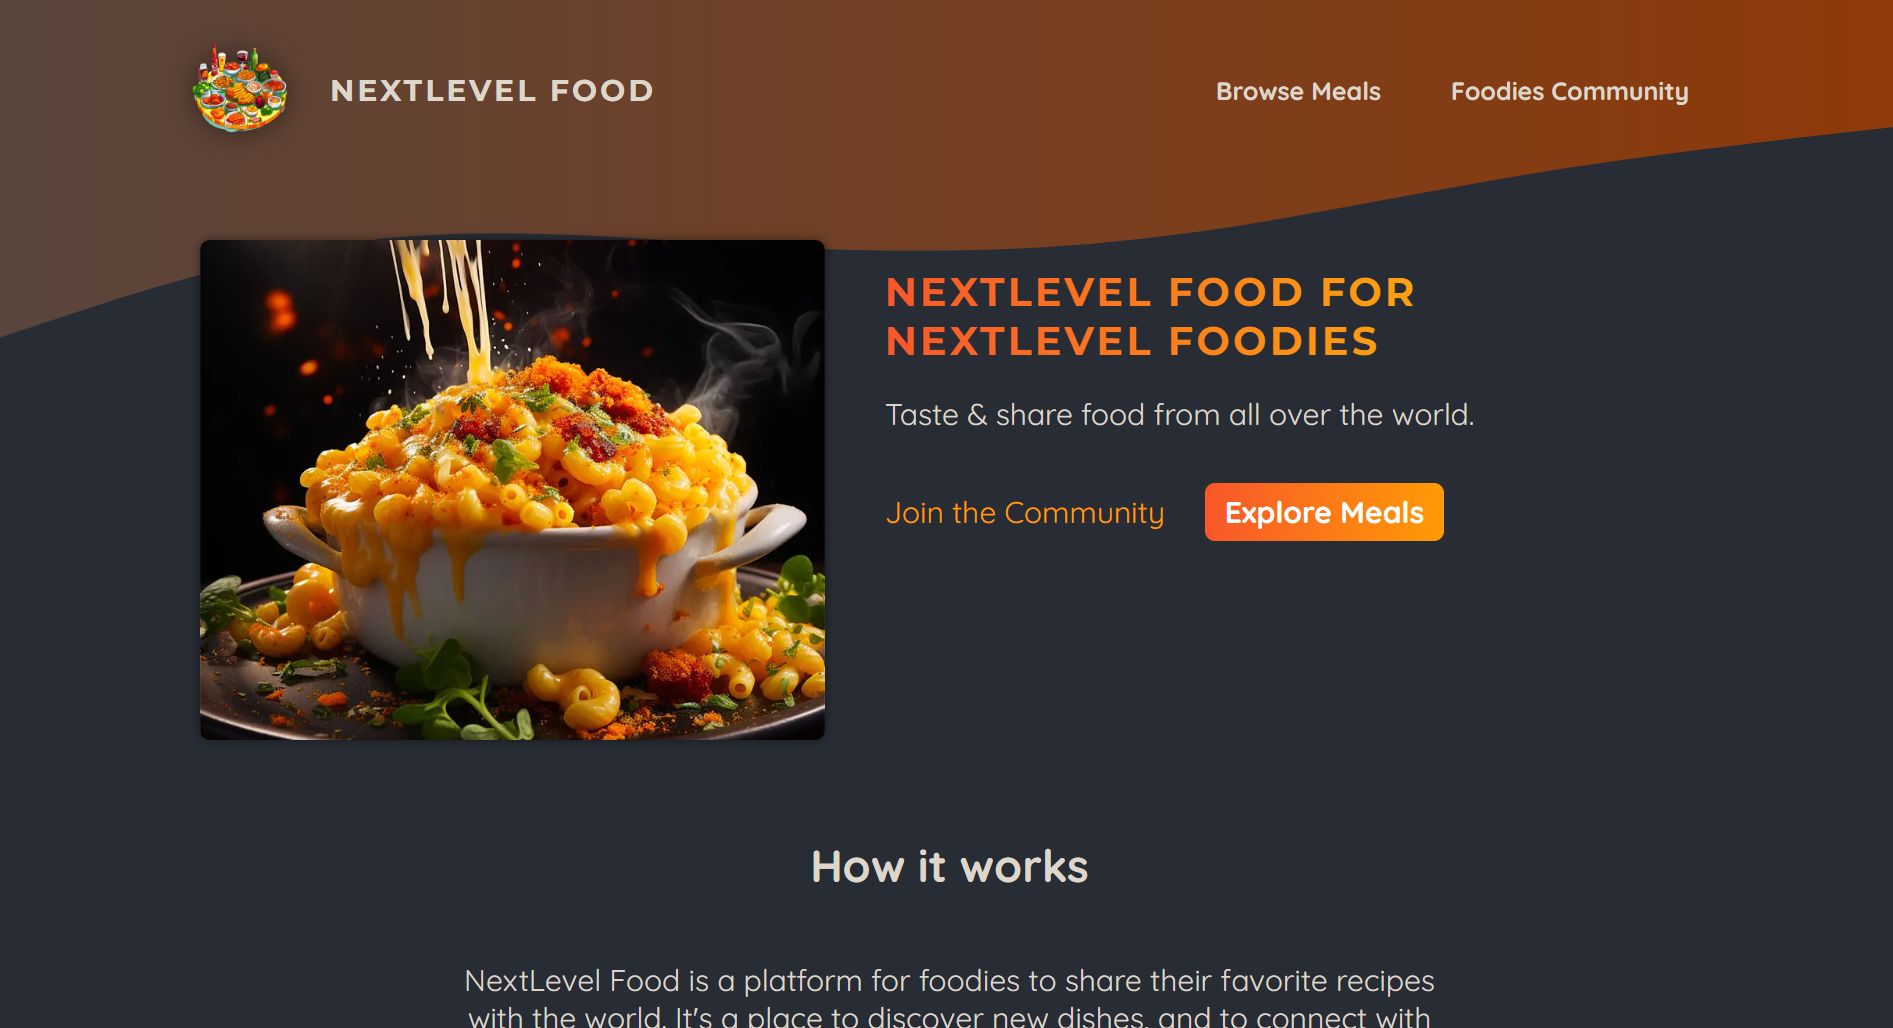 NEXTLEVEL FOOD
Browse Meals
Foodies Community
NEXTLEVEL FOOD FOR
NEXTLEVEL FOODIES
Taste & share food from all over the world.
Join the Community
Explore Meals
How it works
NextLevel Food is a platform for foodies to share their favorite recipes
with the world. It's a place to discover new dishes, and to connect with